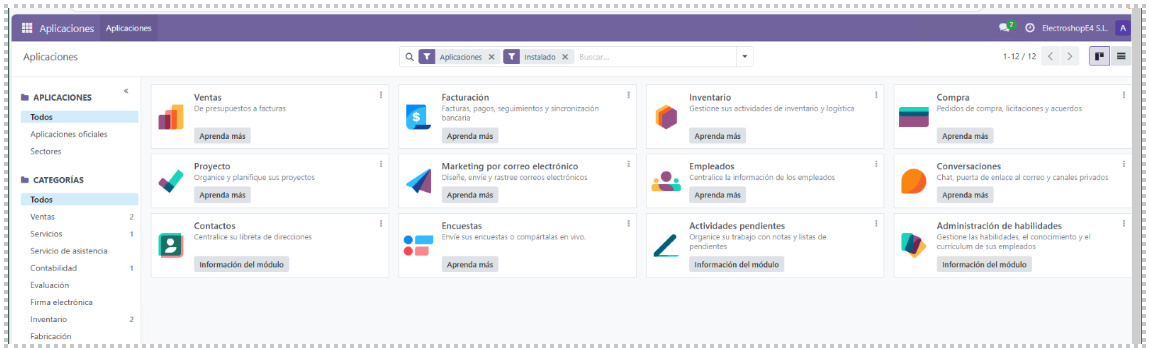 Aplicaciones Aplicaciones 2 ElectroshopE4 S.L. A
Aplicaciones
Aplicaciones × Instalado × Buscar...
1-12 / 12
APLICACIONES
Todos
Aplicaciones oficiales
Sectores
CATEGORÍAS
Todos
Ventas 2
Servicios 1
Servicio de asistencia
Contabilidad 1
Evaluación
Firma electrónica
Inventario 2
Fabricación
Ventas
De presupuestos a facturas
Aprenda más
Facturación
Facturas, pagos, seguimientos y sincronización
bancaria
Aprenda más
Inventario
Gestione sus actividades de inventario y logística
Aprenda más
Compra
Pedidos de compra, licitaciones y acuerdos
Aprenda más
Proyecto
Organice y planifique sus proyectos
Aprenda más
Marketing por correo electrónico
Diseñe, envíe y rastree correos electrónicos
Aprenda más
Empleados
Centralice la información de los empleados
Aprenda más
Conversaciones
Chat, puerta de enlace al correo y canales privados
Aprenda más
Contactos
Centralice su libreta de direcciones
Información del módulo
Encuestas
Envíe sus encuestas o compártalas en vivo.
Aprenda más
Actividades pendientes
Organice su trabajo con notas y listas de
pendientes
Información del módulo
Administración de habilidades
Gestione las habilidades, el conocimiento y el
currículum de sus empleados
Información del módulo